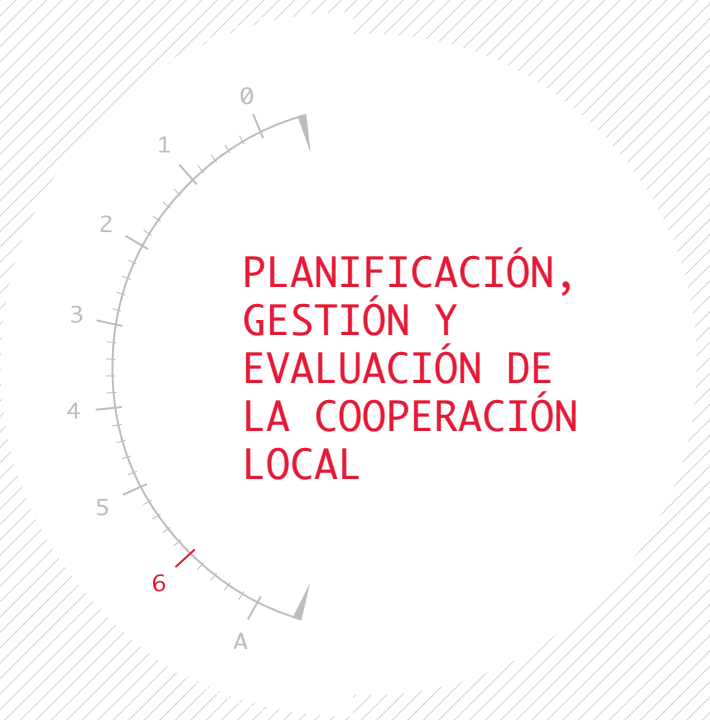 0
1
2
3
4
5
6
A
PLANIFICACIÓN,
GESTIÓN Y
EVALUACIÓN DE
LA COOPERACIÓN
LOCAL